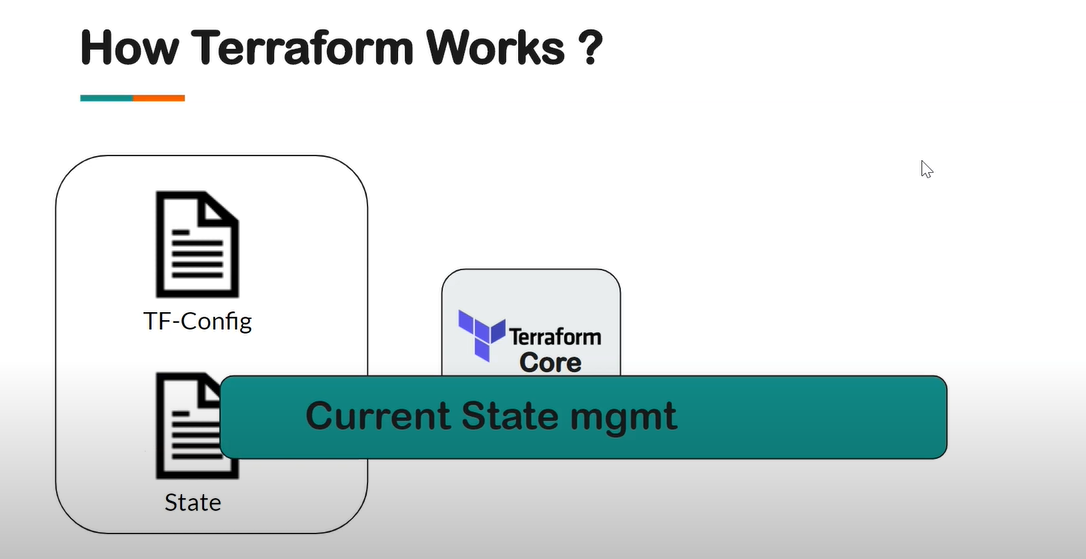 How Terraform Works ?
TF-Config
Terraform
Core
Current State mgmt
State